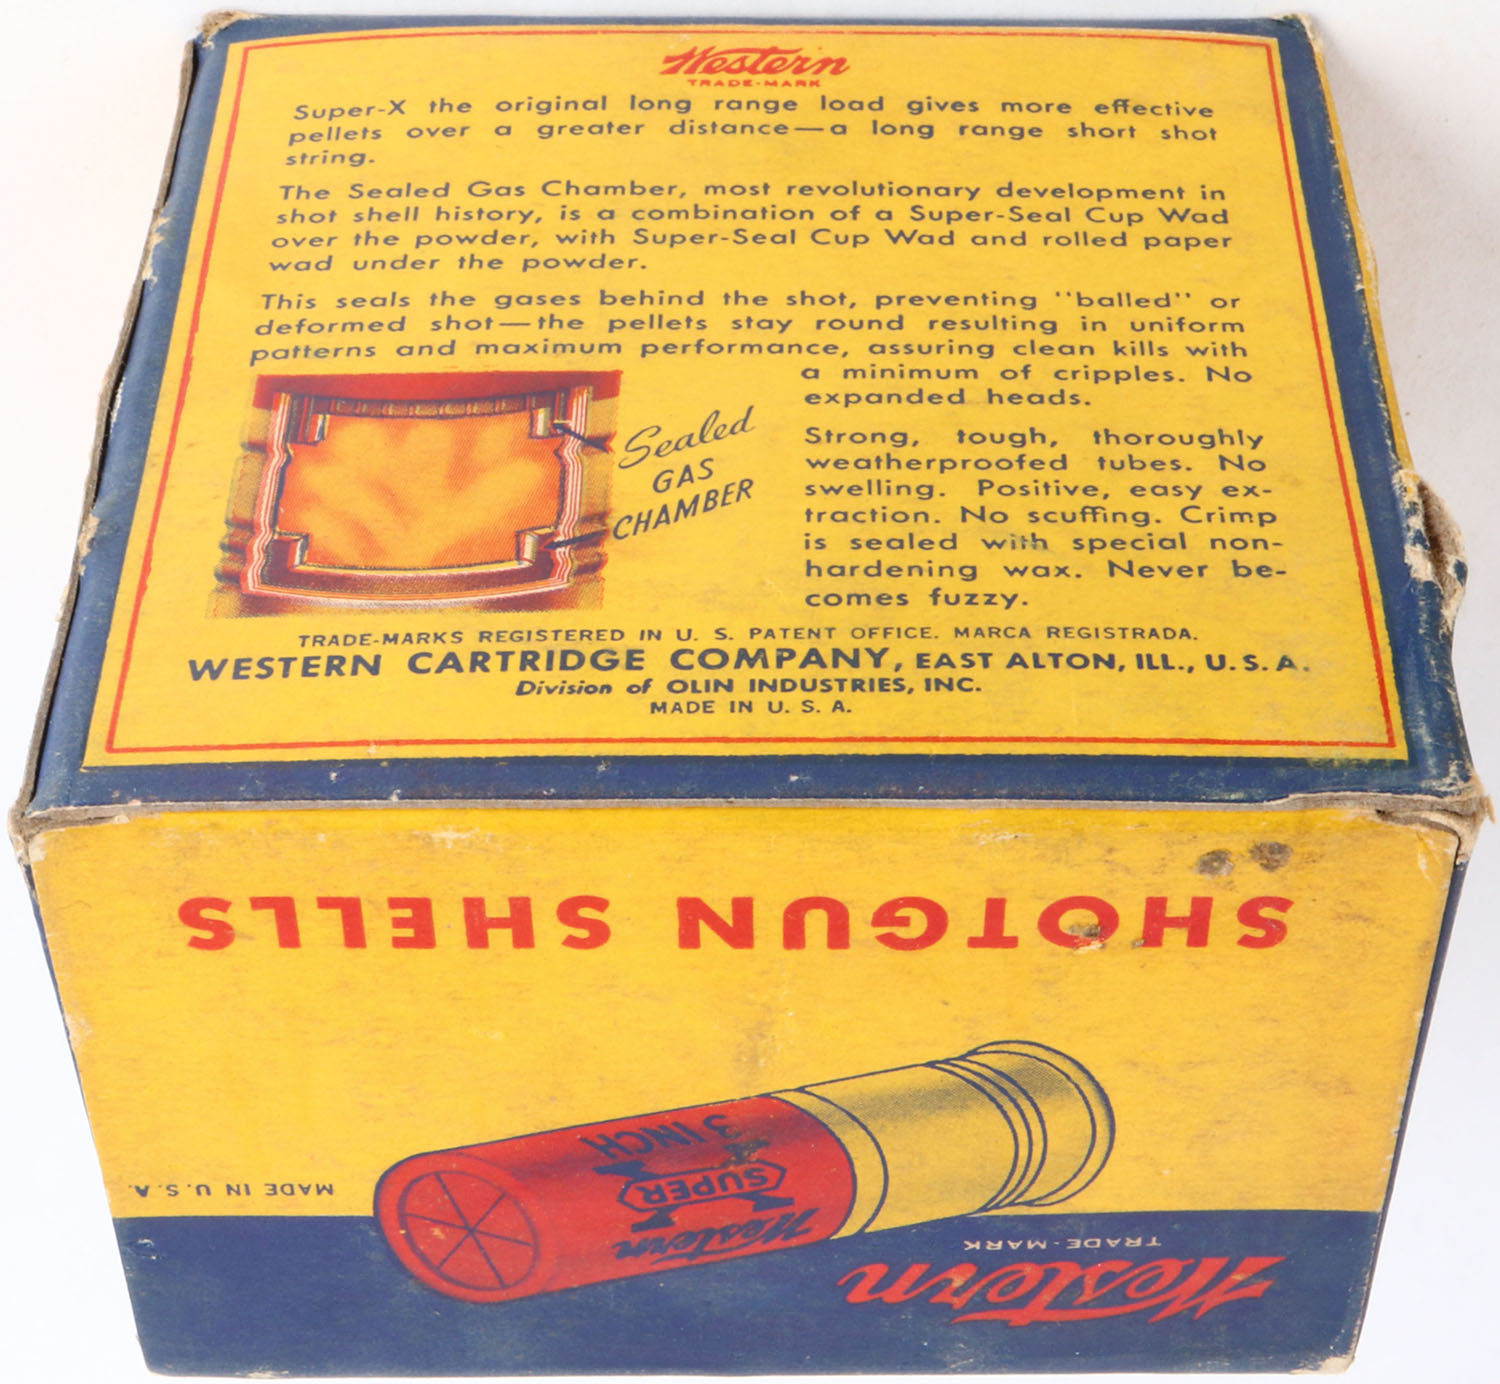 Western
TRADE-MARK
Super-X the original long range load gives more effective
pellets over a greater distance—a long range short shot
string.
The Sealed Gas Chamber, most revolutionary development in
shot shell history, is a combination of a Super-Seal Cup Wad
over the powder, with Super-Seal Cup Wad and rolled paper
wad under the powder.
This seals the gases behind the shot, preventing "balled" or
deformed shot—the pellets stay round resulting in uniform
patterns and maximum performance, assuring clean kills with
a minimum of cripples. No
expanded heads.
Sealed
GAS
CHAMBER
Strong, tough, thoroughly
weatherproofed tubes. No
swelling. Positive, easy ex-
traction. No scuffing. Crimp
is sealed with special non-
hardening wax. Never be-
comes fuzzy.
TRADE-MARKS REGISTERED IN U. S. PATENT OFFICE. MARCA REGISTRADA.
WESTERN CARTRIDGE COMPANY, EAST ALTON, ILL., U. S. A.
Division of OLIN INDUSTRIES, INC.
MADE IN U. S. A.
Western
TRADE-MARK
Western
SUPER
X
3 INCH
MADE IN U.S.A.
SHOTGUN SHELLS